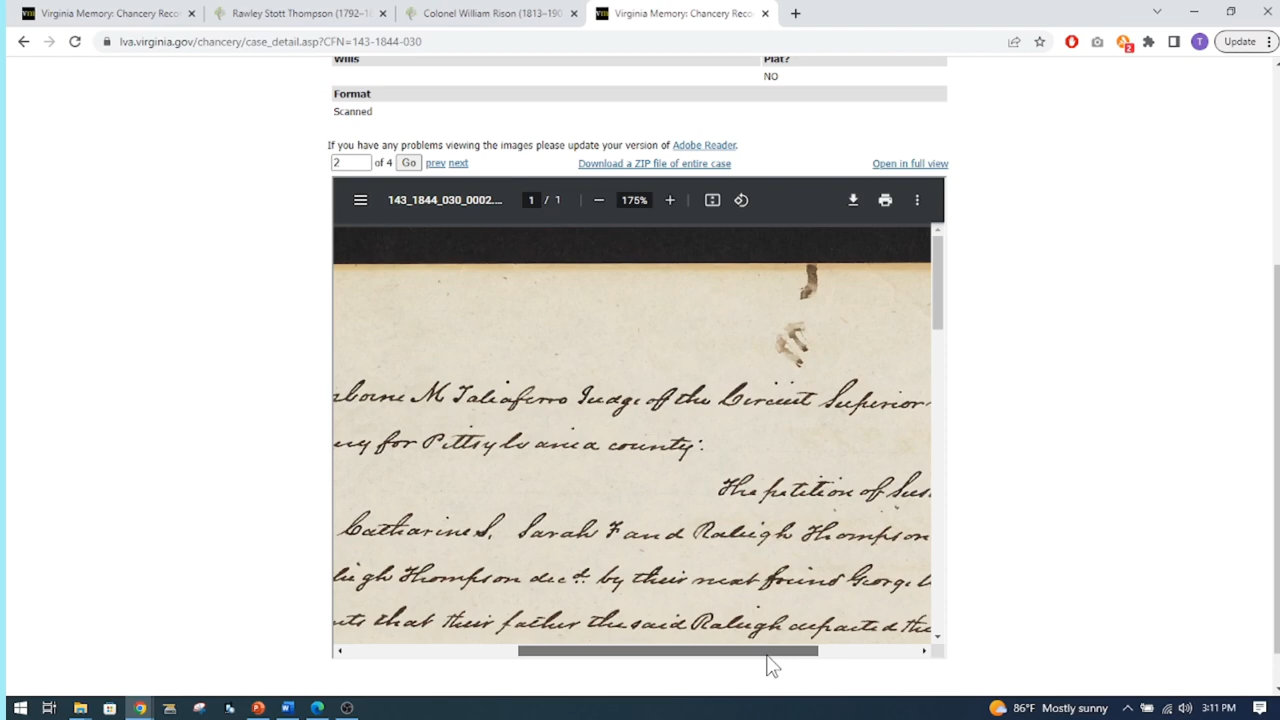 Virginia Memory: Chancery Reco
Rawley Stott Thompson (1792–1
Colonel William Rison (1813–190
Virginia Memory: Chancery Reco
lva.virginia.gov/chancery/case_detail.asp?CFN=143-1844-030
2
T
Update
Wills
Plat?
NO
Format
Scanned
If you have any problems viewing the images please update your version of Adobe Reader.
2 of 4 Go prev next
Download a ZIP file of entire case
Open in full view
143_1844_030_0002....
1 / 1
175%
M Taliaferro Judge of the Circuit Superior
for Pittsylvania county:
The petition of
Catharine S. Sarah F and Raleigh Thompson
Thompson decd. by their next friend George
that their father the said Raleigh departed
86°F Mostly sunny
3:11 PM